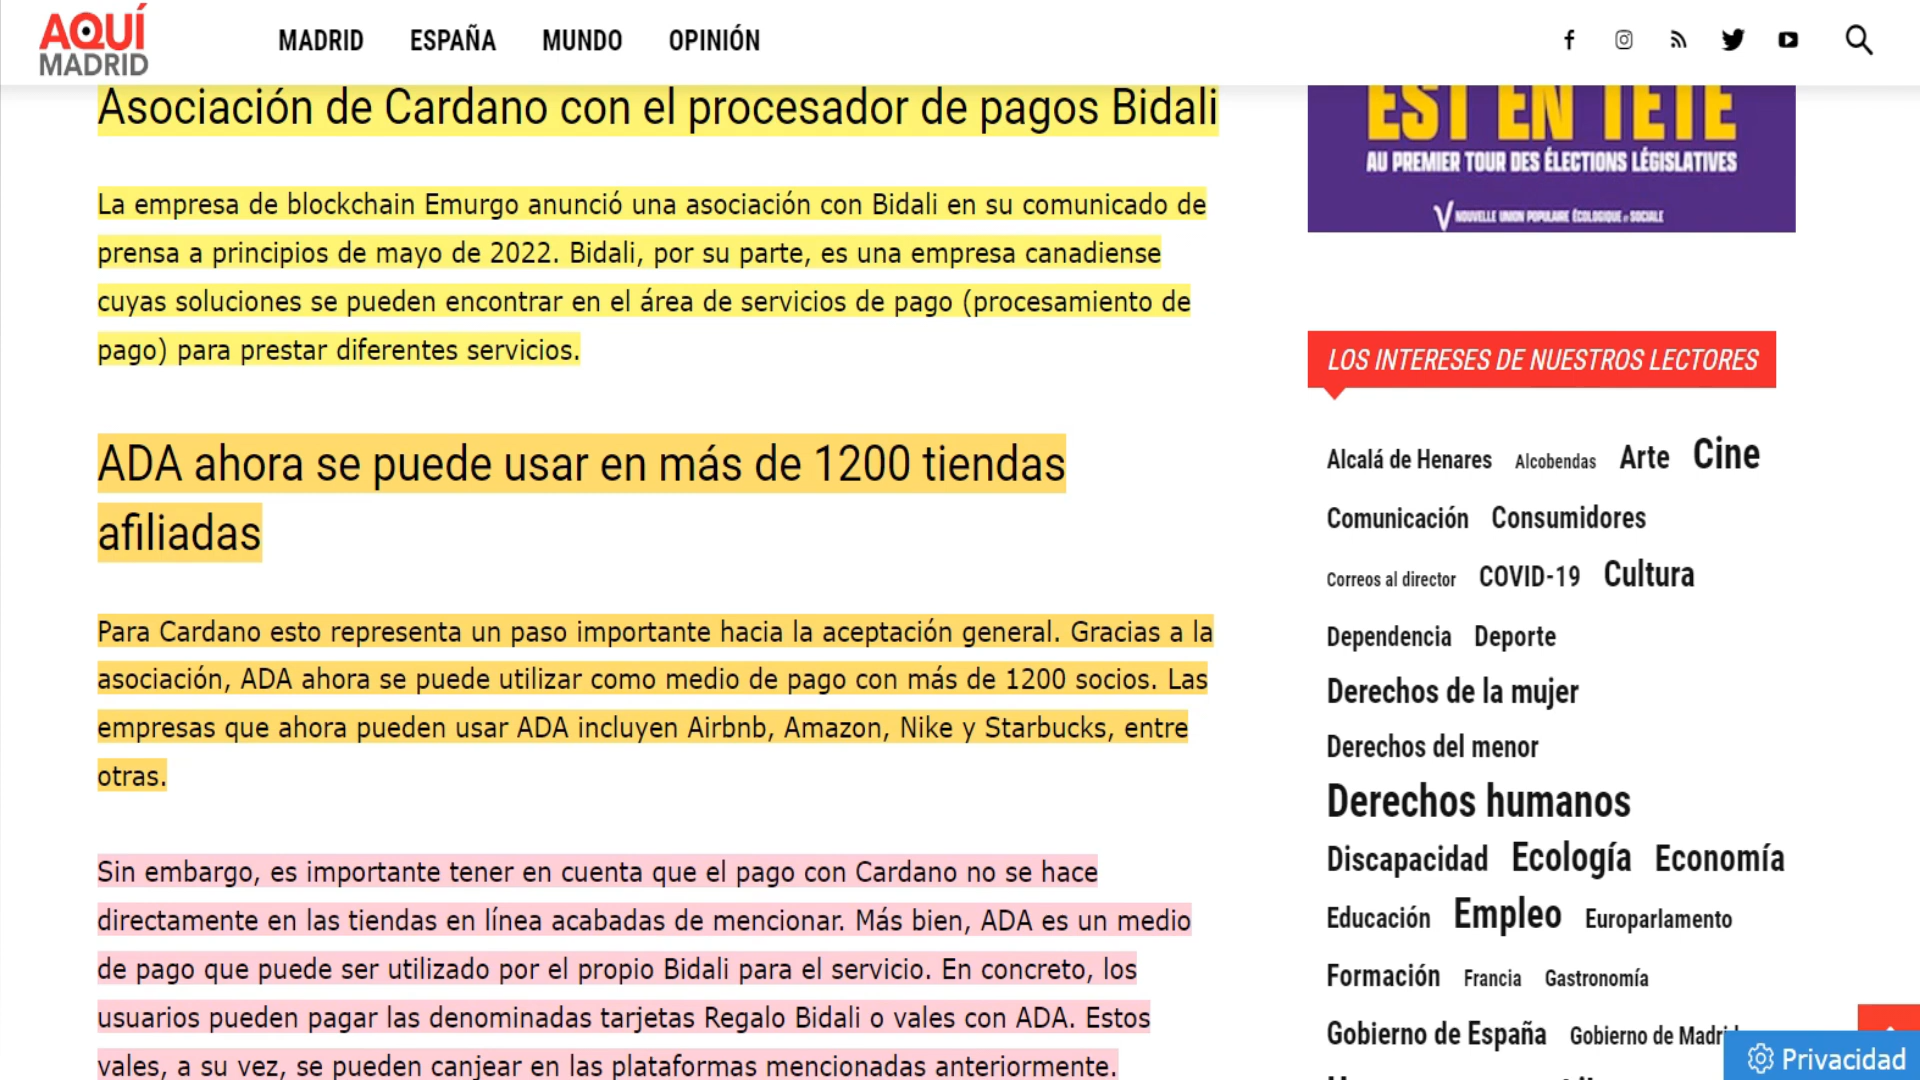 AQUÍ
MADRID
MADRID ESPAÑA MUNDO OPINIÓN
Asociación de Cardano con el procesador de pagos Bidali
La empresa de blockchain Emurgo anunció una asociación con Bidali en su comunicado de
prensa a principios de mayo de 2022. Bidali, por su parte, es una empresa canadiense
cuyas soluciones se pueden encontrar en el área de servicios de pago (procesamiento de
pago) para prestar diferentes servicios.
ADA ahora se puede usar en más de 1200 tiendas
afiliadas
Para Cardano esto representa un paso importante hacia la aceptación general. Gracias a la
asociación, ADA ahora se puede utilizar como medio de pago con más de 1200 socios. Las
empresas que ahora pueden usar ADA incluyen Airbnb, Amazon, Nike y Starbucks, entre
otras.
Sin embargo, es importante tener en cuenta que el pago con Cardano no se hace
directamente en las tiendas en línea acabadas de mencionar. Más bien, ADA es un medio
de pago que puede ser utilizado por el propio Bidali para el servicio. En concreto, los
usuarios pueden pagar las denominadas tarjetas Regalo Bidali o vales con ADA. Estos
vales, a su vez, se pueden canjear en las plataformas mencionadas anteriormente.
EST EN TÊTE
AU PREMIER TOUR DES ÉLECTIONS LÉGISLATIVES
NOUVELLE UNION POPULAIRE ÉCOLOGIQUE ET SOCIALE
LOS INTERESES DE NUESTROS LECTORES
Alcalá de Henares Alcobendas Arte Cine
Comunicación Consumidores
Correos al director COVID-19 Cultura
Dependencia Deporte
Derechos de la mujer
Derechos del menor
Derechos humanos
Discapacidad Ecología Economía
Educación Empleo Europarlamento
Formación Francia Gastronomía
Gobierno de España Gobierno de Madrid
Privacidad